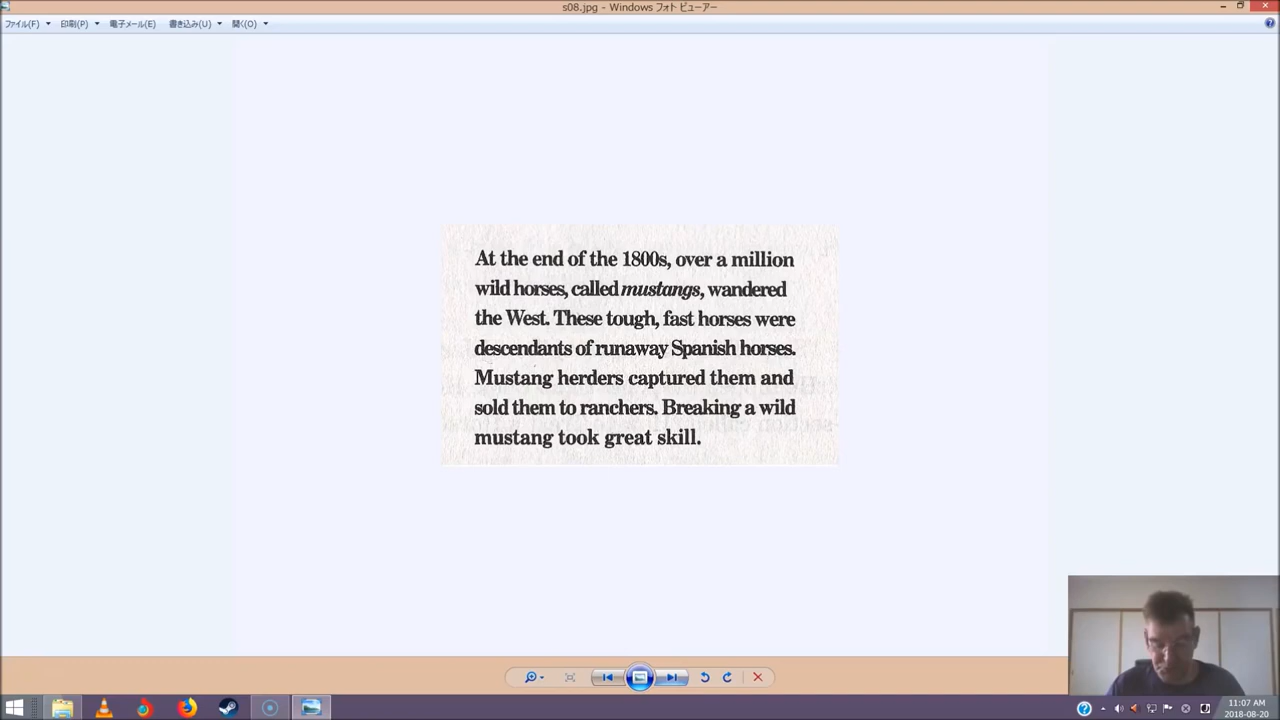 s08.jpg - Windows フォト ビューアー
ファイル(F) 印刷(P) 電子メール(E) 書き込み(U) 開く(O)
At the end of the 1800s, over a million
wild horses, called mustangs, wandered
the West. These tough, fast horses were
descendants of runaway Spanish horses.
Mustang herders captured them and
sold them to ranchers. Breaking a wild
mustang took great skill.
11:07 AM
2018-08-20